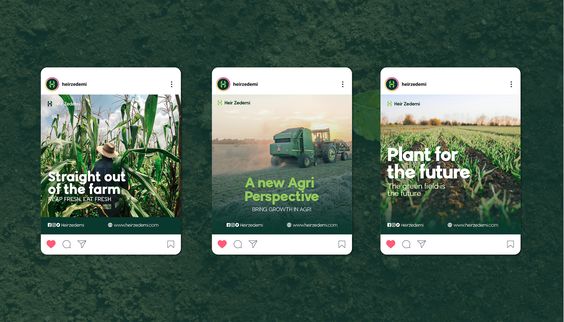 heirzedemi
Heir Zedemi
Straight out
of the farm
REAP FRESH, EAT FRESH
Heirzedemi
www.heirzedemi.com
heirzedemi
Heir Zedemi
A new Agri
Perspective
BRING GROWTH IN AGRI
Heirzedemi
www.heirzedemi.com
heirzedemi
Heir Zedemi
Plant for
the future
The green field is
the future
Heirzedemi
www.heirzedemi.com